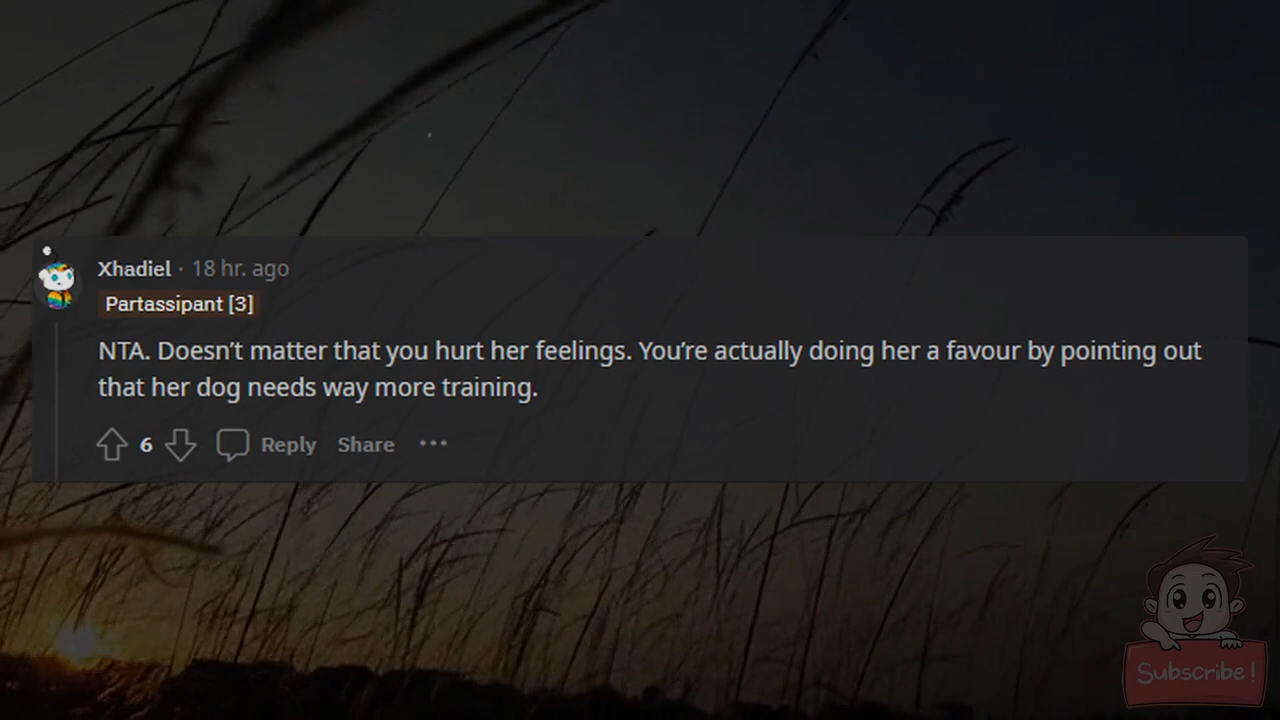 Xhadiel · 18 hr. ago
Partassipant [3]
NTA. Doesn’t matter that you hurt her feelings. You’re actually doing her a favour by pointing out
that her dog needs way more training.
6 Reply Share ···
Subscribe!